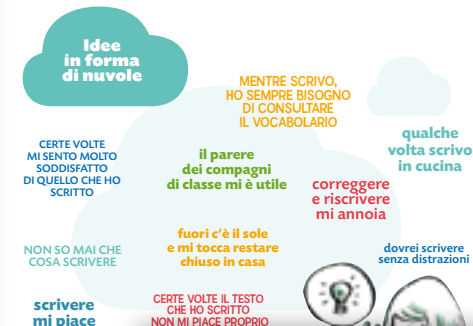 Idee
in forma
di nuvole
MENTRE SCRIVO,
HO SEMPRE BISOGNO
DI CONSULTARE
IL VOCABOLARIO
qualche
volta scrivo
in cucina
CERTE VOLTE
MI SENTO MOLTO
SODDISFATTO
DI QUELLO CHE HO
SCRITTO
il parere
dei compagni
di classe mi è utile
correggere
e riscrivere
mi annoia
fuori c'è il sole
e mi tocca restare
chiuso in casa
NON SO MAI CHE
COSA SCRIVERE
dovrei scrivere
senza distrazioni
scrivere
mi piace
CERTE VOLTE IL TESTO
CHE HO SCRITTO
NON MI PIACE PROPRIO